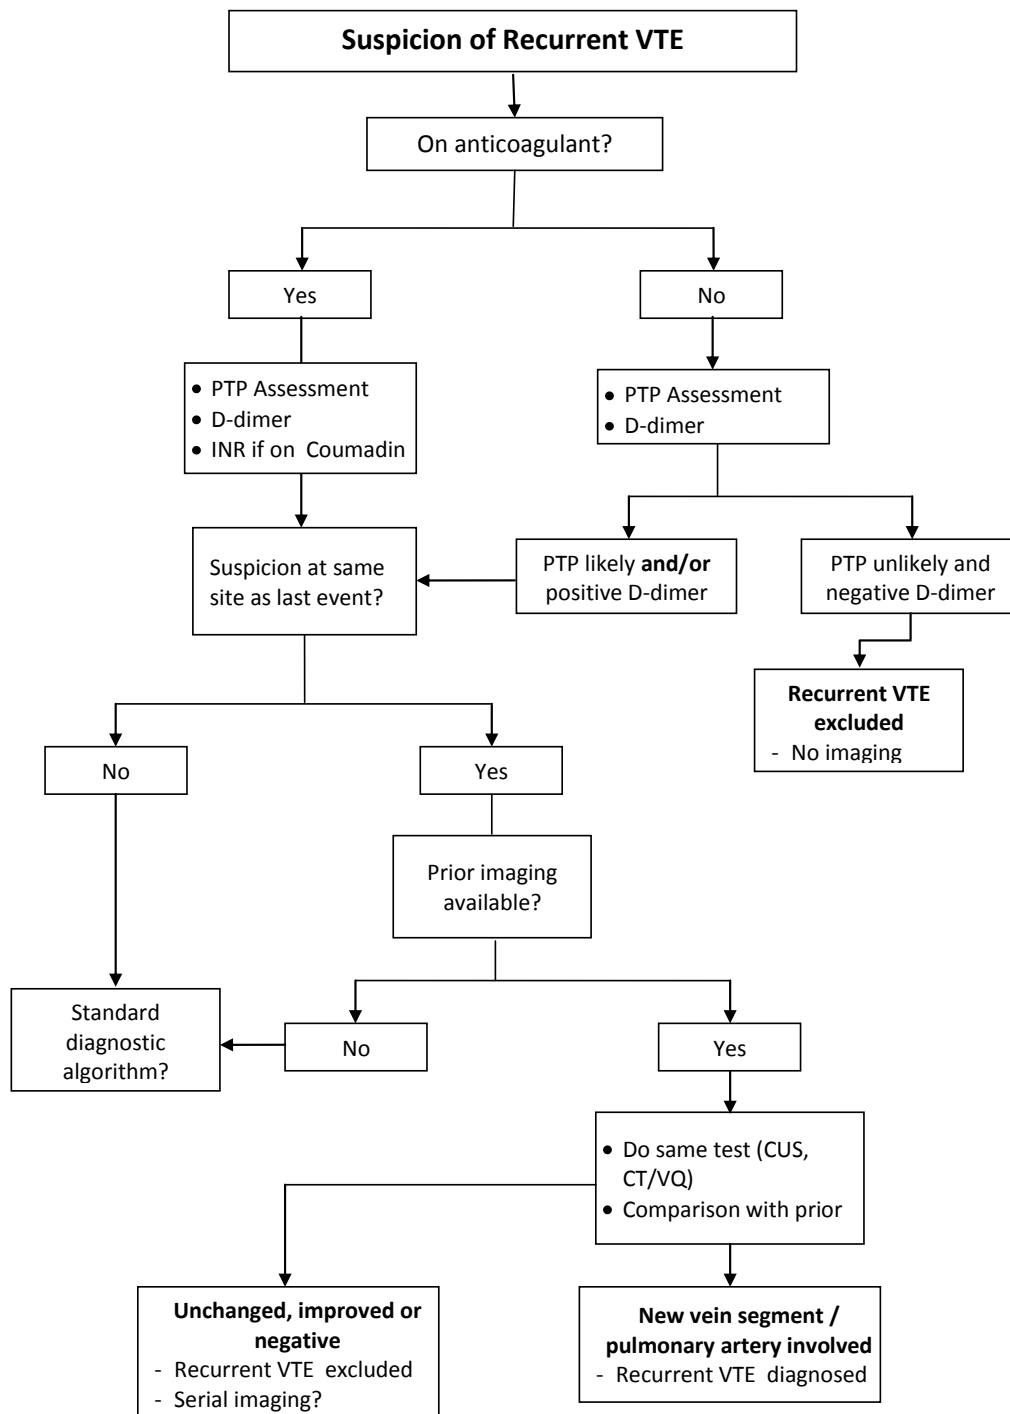 Suspicion of Recurrent VTE
On anticoagulant?
Yes
No
• PTP Assessment
• D-dimer
• INR if on Coumadin
• PTP Assessment
• D-dimer
Suspicion at same
site as last event?
PTP likely and/or
positive D-dimer
PTP unlikely and
negative D-dimer
Recurrent VTE
excluded
- No imaging
No
Yes
Prior imaging
available?
Standard
diagnostic
algorithm?
No
Yes
• Do same test (CUS,
CT/VQ)
• Comparison with prior
Unchanged, improved or
negative
- Recurrent VTE excluded
- Serial imaging?
New vein segment /
pulmonary artery involved
- Recurrent VTE diagnosed